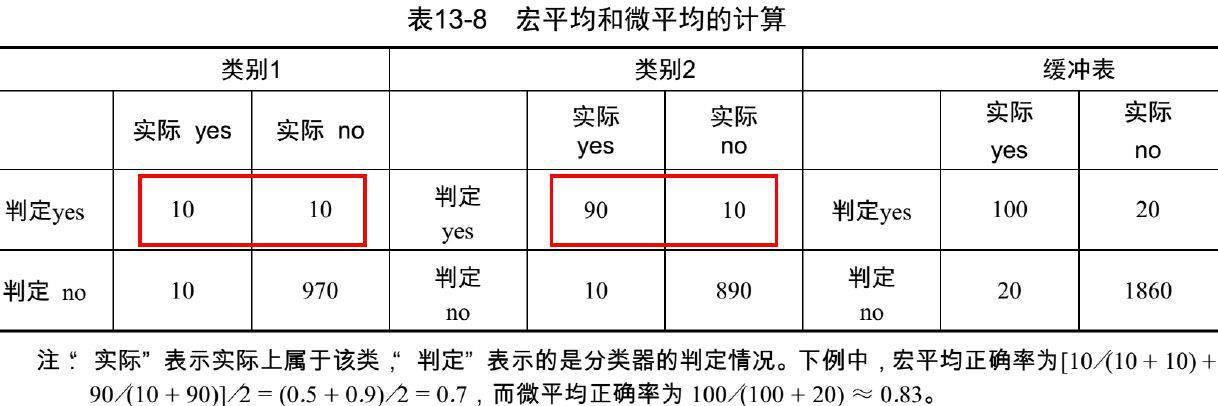 表13-8 宏平均和微平均的计算
类别1 类别2 缓冲表
实际 yes 实际 no 实际 yes 实际 no 实际 yes 实际 no
判定yes 10 10 判定 yes 90 10 判定yes 100 20
判定 no 10 970 判定 no 10 890 判定 no 20 1860
注：“实际”表示实际上属于该类，“判定”表示的是分类器的判定情况。下例中，宏平均正确率为[10/(10 + 10) +
90/(10 + 90)]/2 = (0.5 + 0.9)/2 = 0.7，而微平均正确率为 100/(100 + 20) ≈ 0.83。